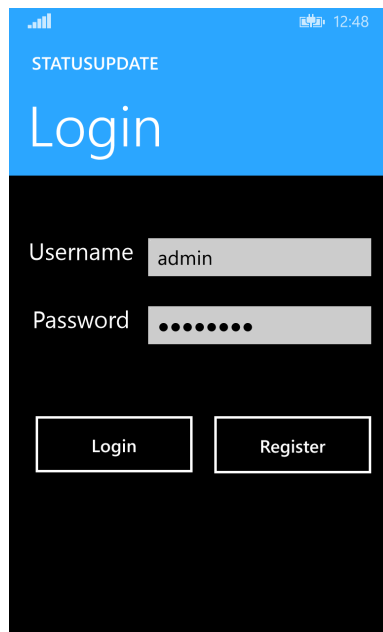 12:48
STATUSUPDATE
Login
Username admin
Password ●●●●●●●●
Login Register